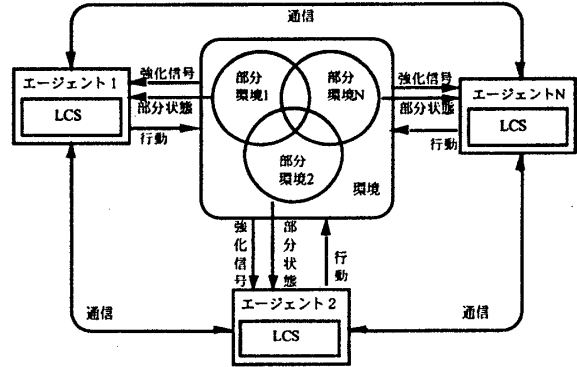 通信
エージェント1
LCS
強化信号
部分状態
行動
部分
環境1
部分
環境N
部分
環境2
環境
強化信号
部分状態
行動
エージェントN
LCS
強化信号
部分状態
行動
通信
エージェント2
LCS
通信